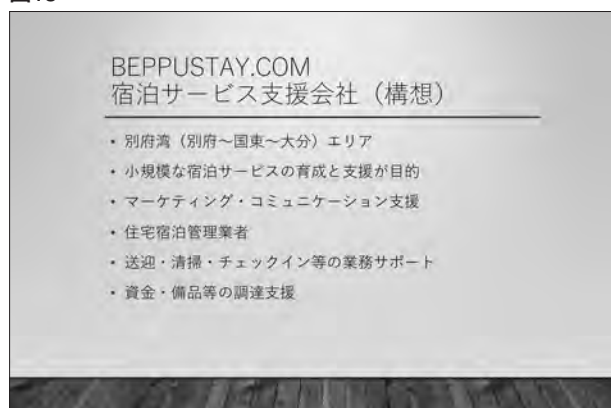 BEPPUSTAY.COM
宿泊サービス支援会社（構想）
• 別府湾（別府～国東～大分）エリア
• 小規模な宿泊サービスの育成と支援が目的
• マーケティング・コミュニケーション支援
• 住宅宿泊管理業者
• 送迎・清掃・チェックイン等の業務サポート
• 資金・備品等の調達支援